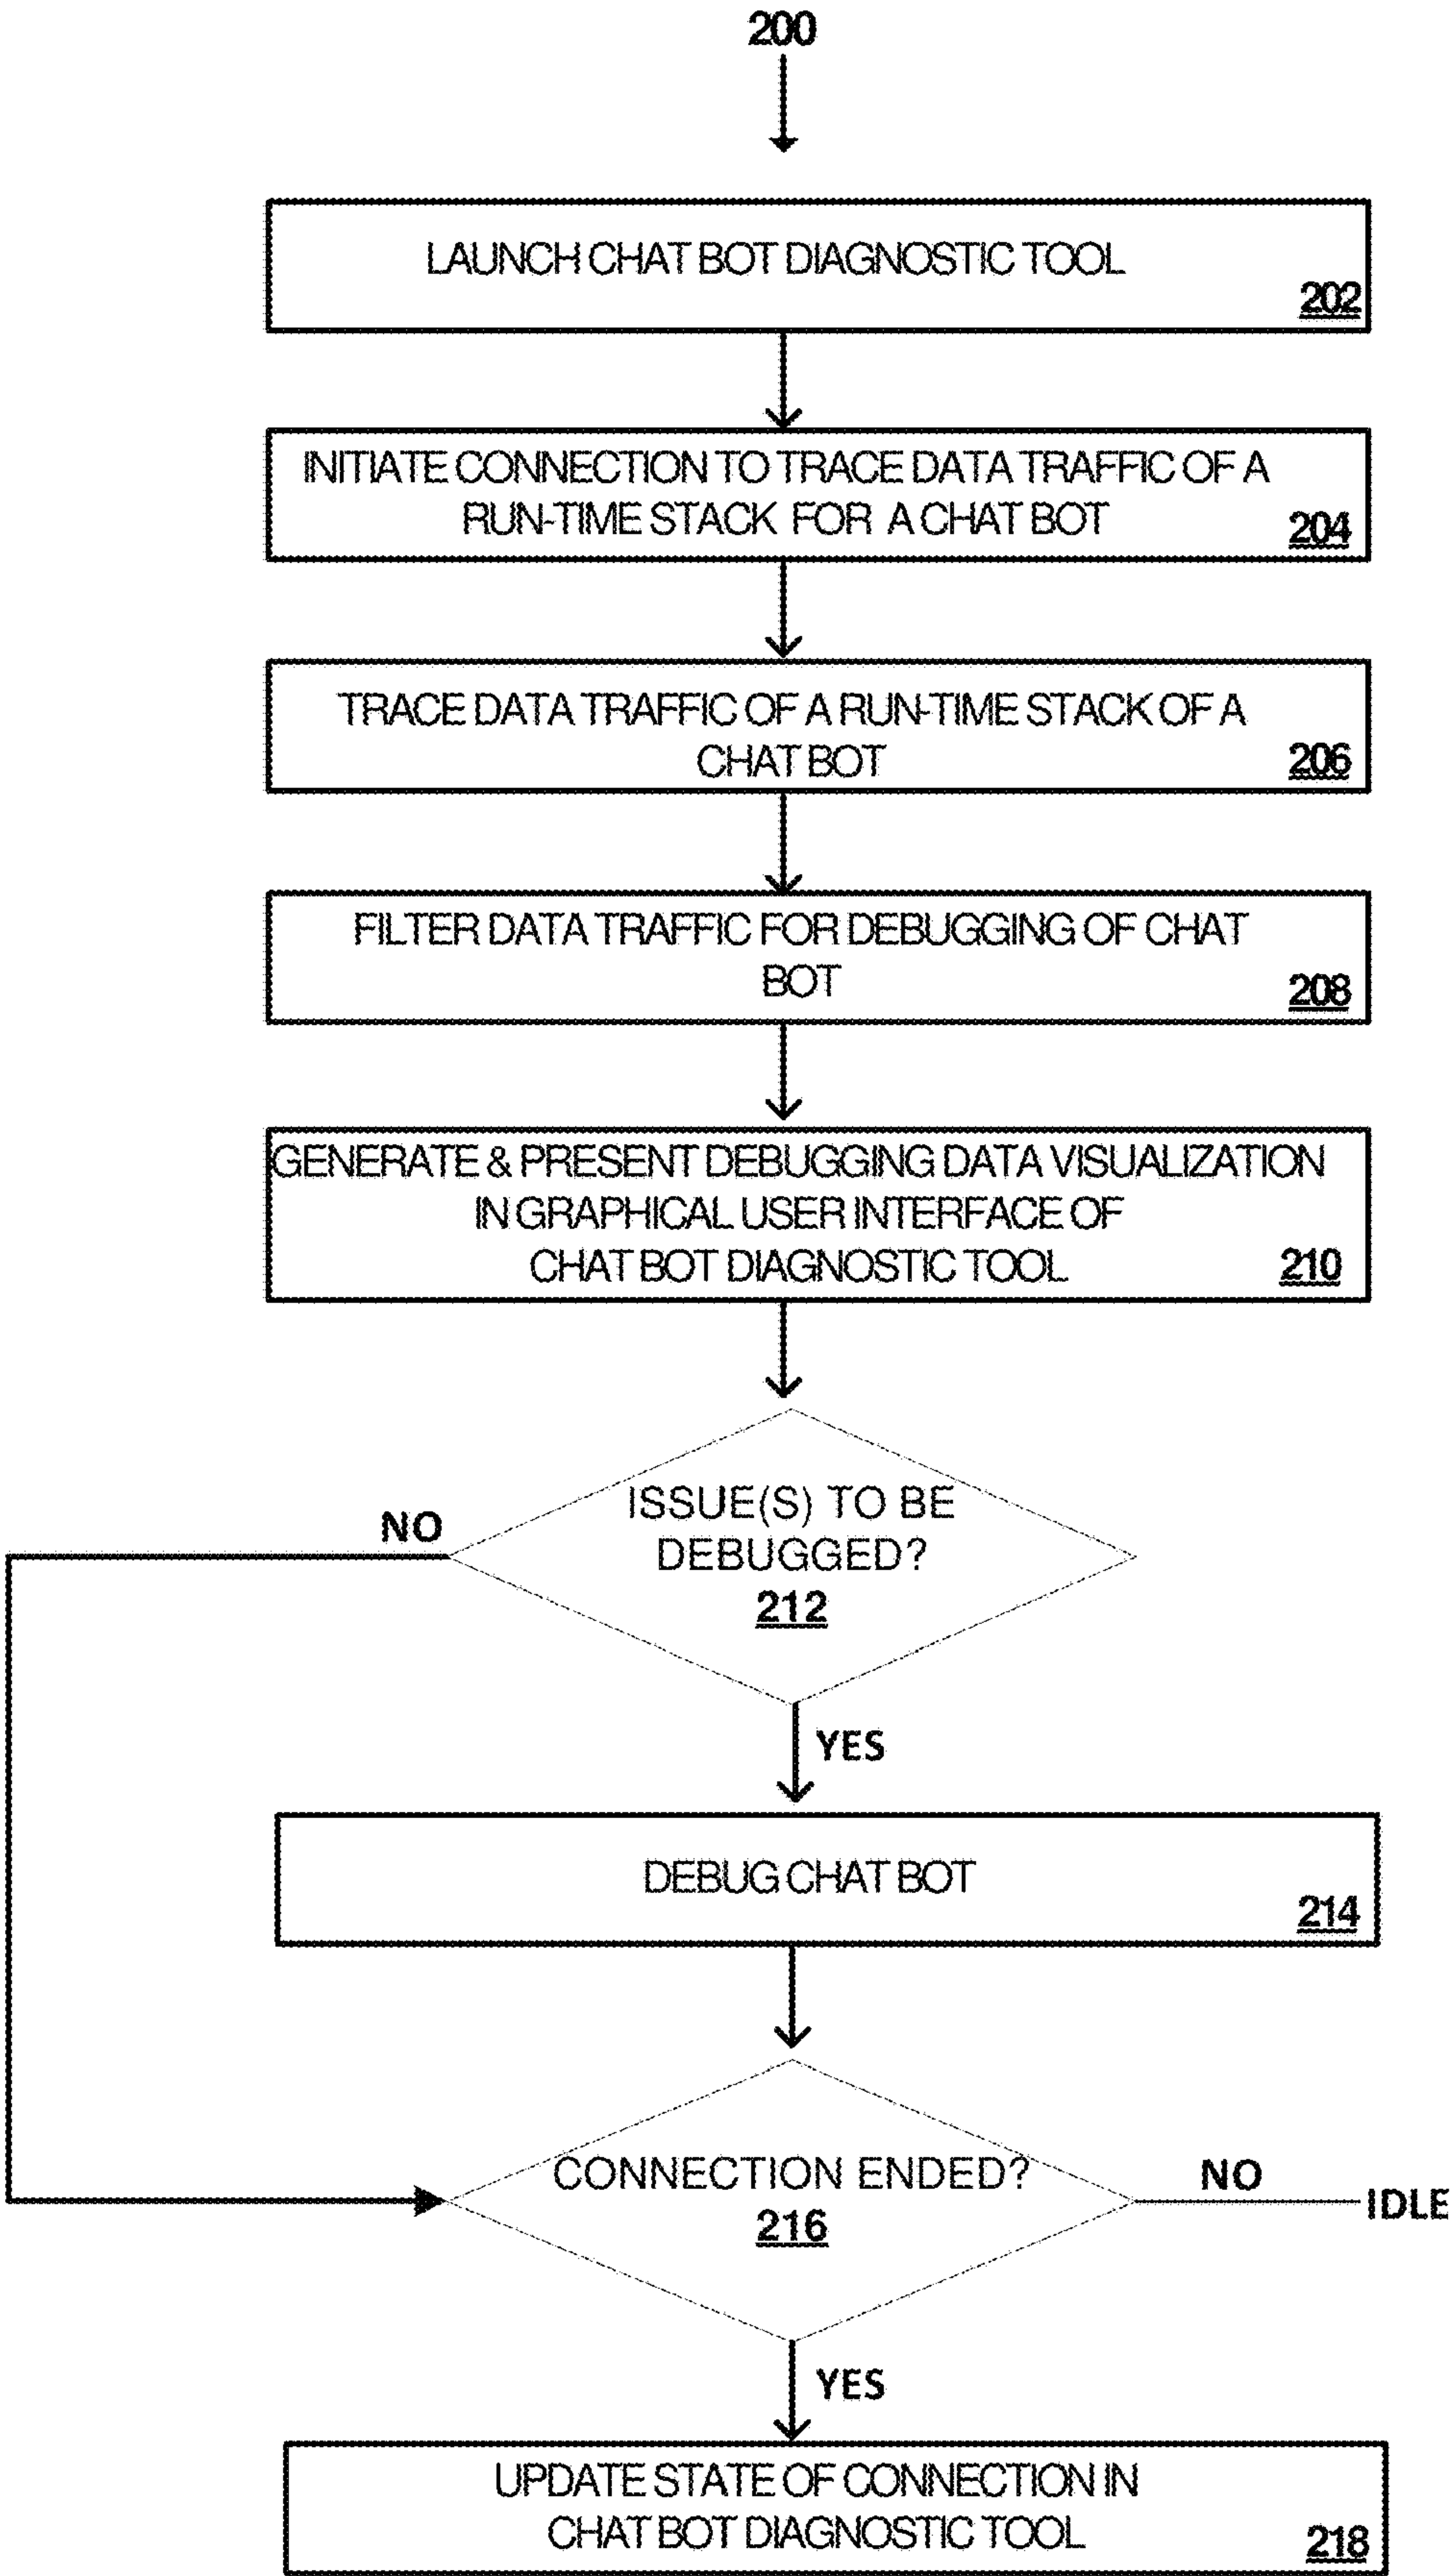 200
LAUNCH CHAT BOT DIAGNOSTIC TOOL
202
INITIATE CONNECTION TO TRACE DATA TRAFFIC OF A
RUN-TIME STACK FOR A CHAT BOT
204
TRACE DATA TRAFFIC OF A RUN-TIME STACK OF A
CHAT BOT
206
FILTER DATA TRAFFIC FOR DEBUGGING OF CHAT
BOT
208
GENERATE & PRESENT DEBUGGING DATA VISUALIZATION
IN GRAPHICAL USER INTERFACE OF
CHAT BOT DIAGNOSTIC TOOL
210
NO
ISSUE(S) TO BE
DEBUGGED?
212
YES
DEBUG CHAT BOT
214
CONNECTION ENDED?
216
NO
IDLE
YES
UPDATE STATE OF CONNECTION IN
CHAT BOT DIAGNOSTIC TOOL
218